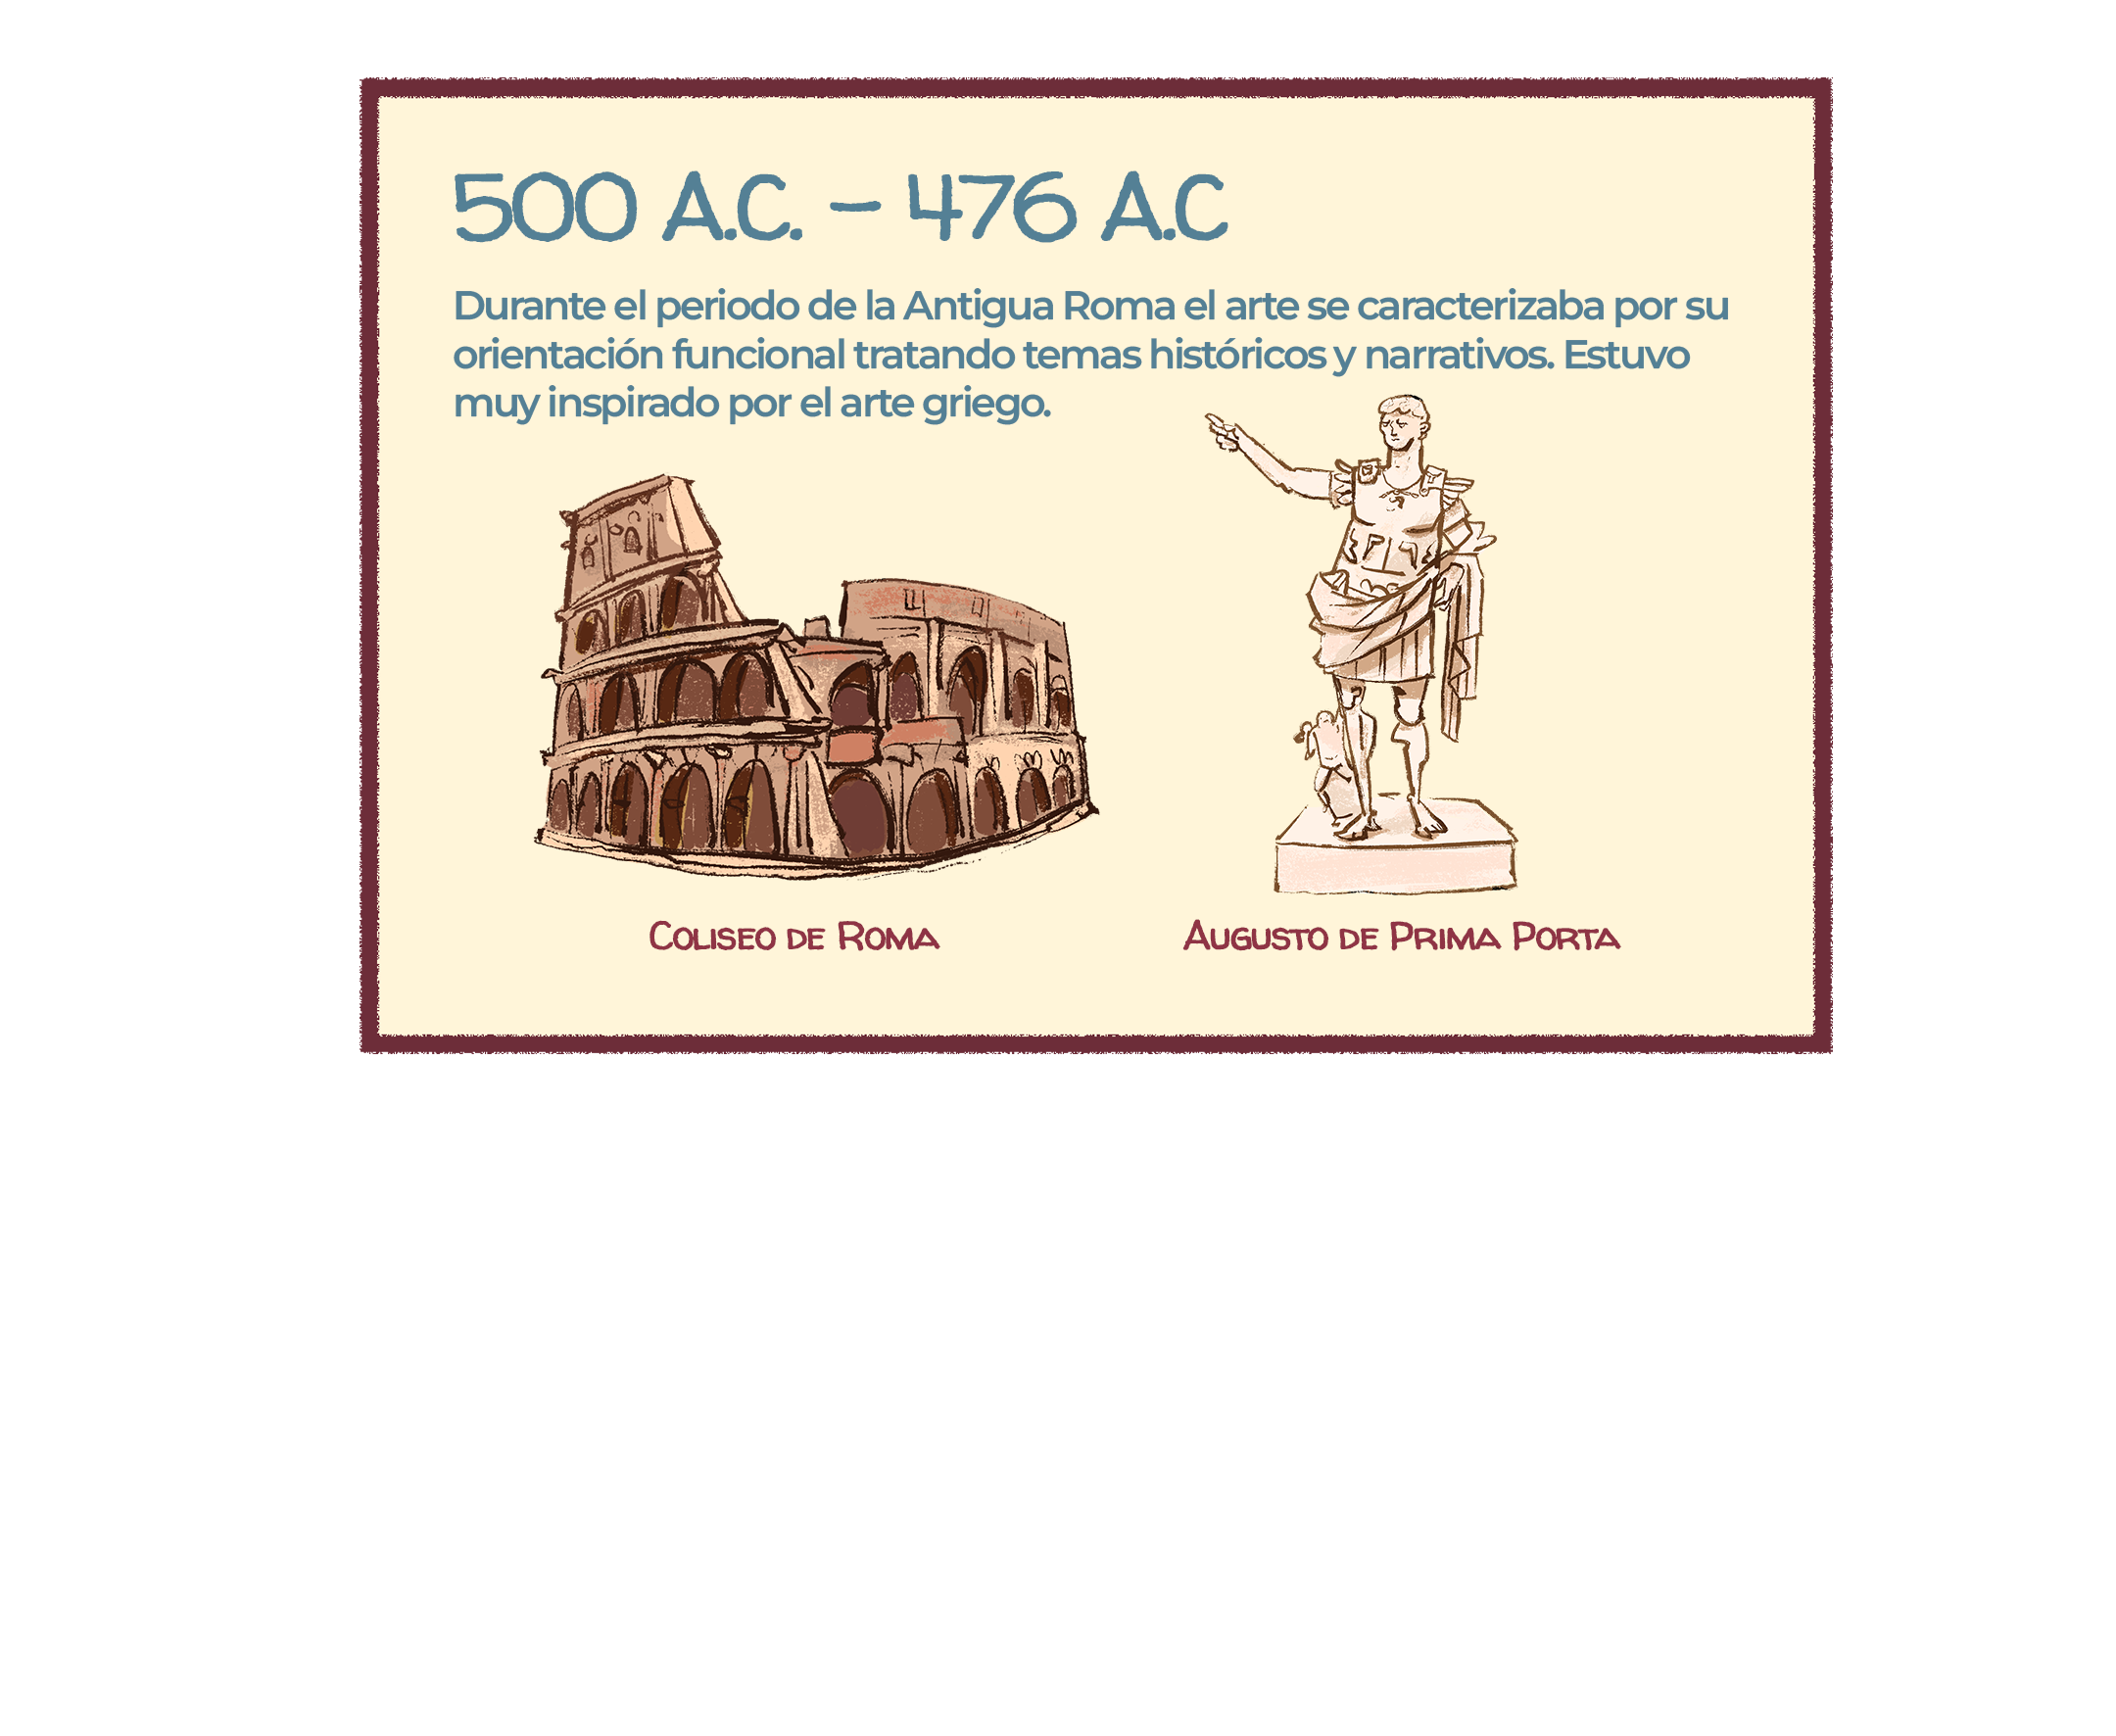 500 A.C. - 476 A.C
Durante el periodo de la Antigua Roma el arte se caracterizaba por su
orientación funcional tratando temas históricos y narrativos. Estuvo
muy inspirado por el arte griego.
Coliseo de Roma
Augusto de Prima Porta